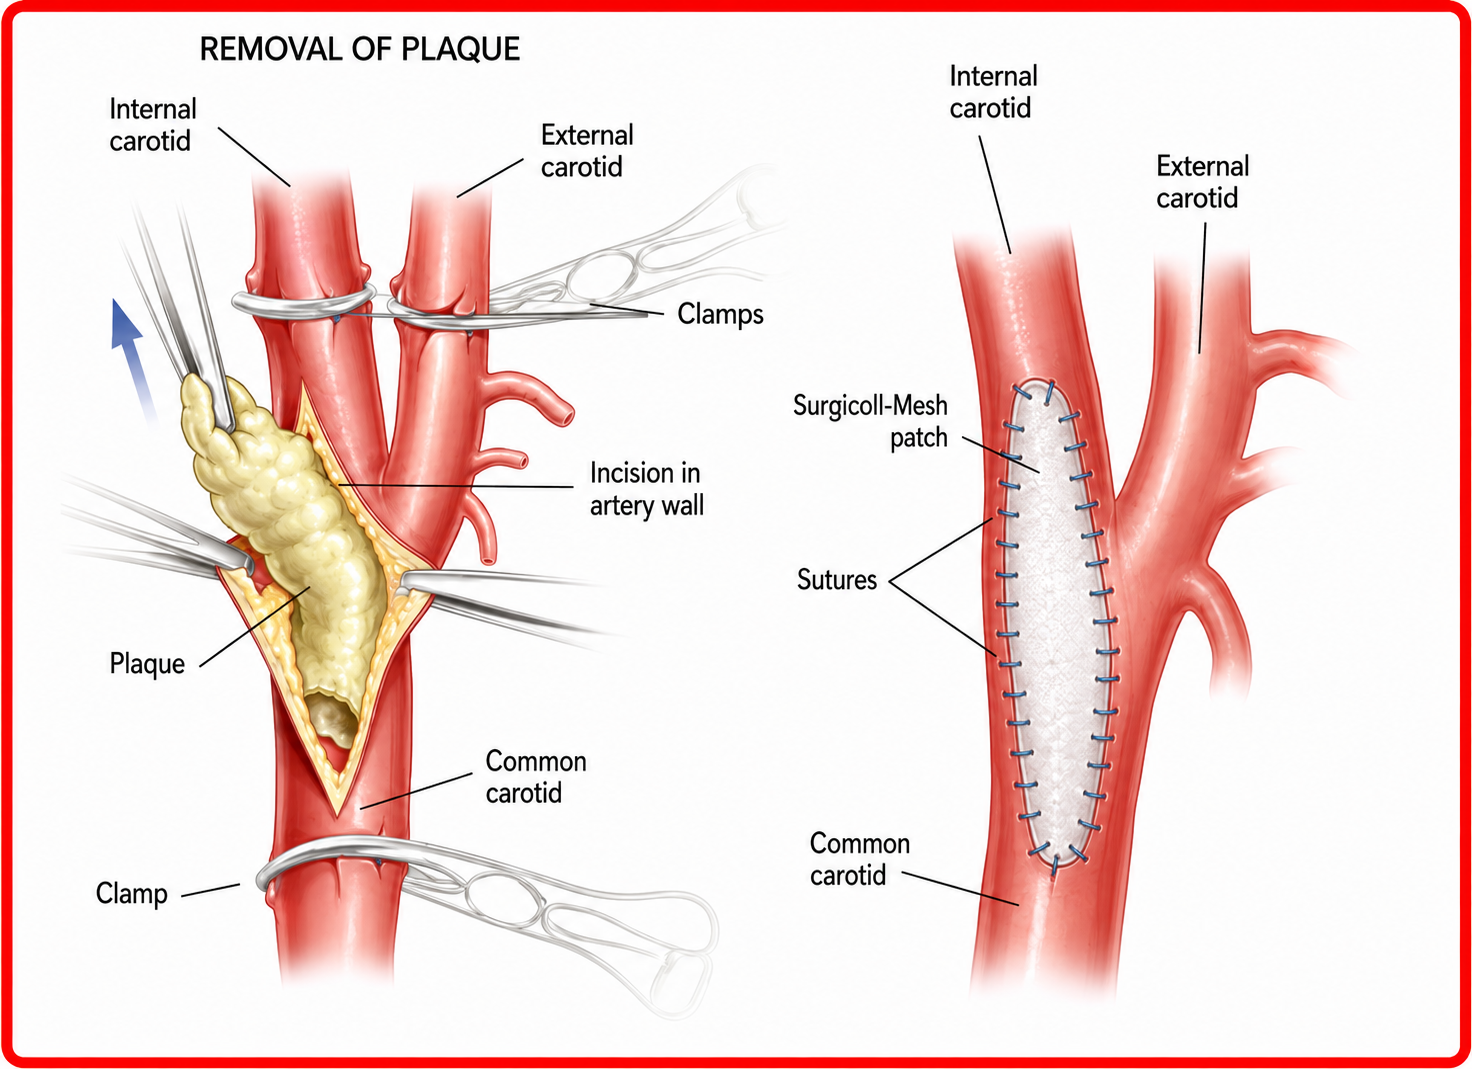 REMOVAL OF PLAQUE
Internal
carotid
External
carotid
Clamps
Incision in
artery wall
Plaque
Common
carotid
Clamp
Internal
carotid
External
carotid
Surgicoll-Mesh
patch
Sutures
Common
carotid